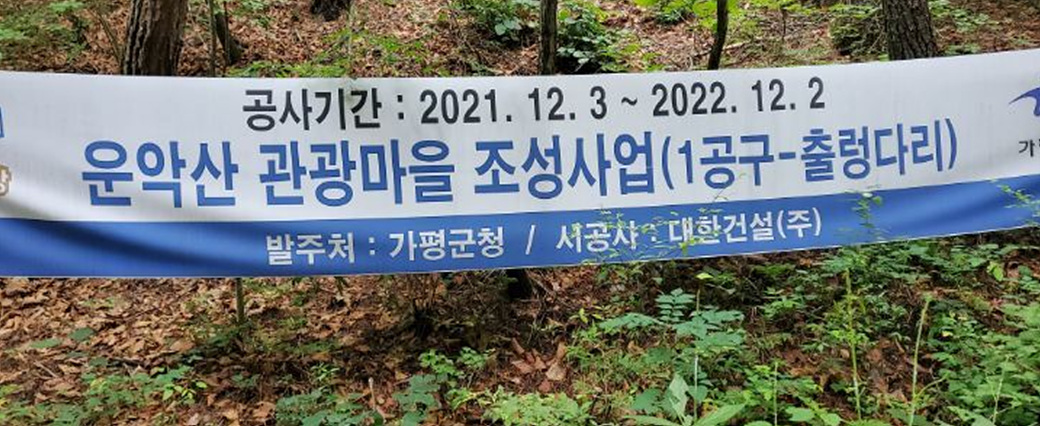 공사기간 : 2021. 12. 3 ~ 2022. 12. 2
운악산 관광마을 조성사업(1공구-출렁다리)
발주처 : 가평군청 / 시공사 : 대한건설(주)